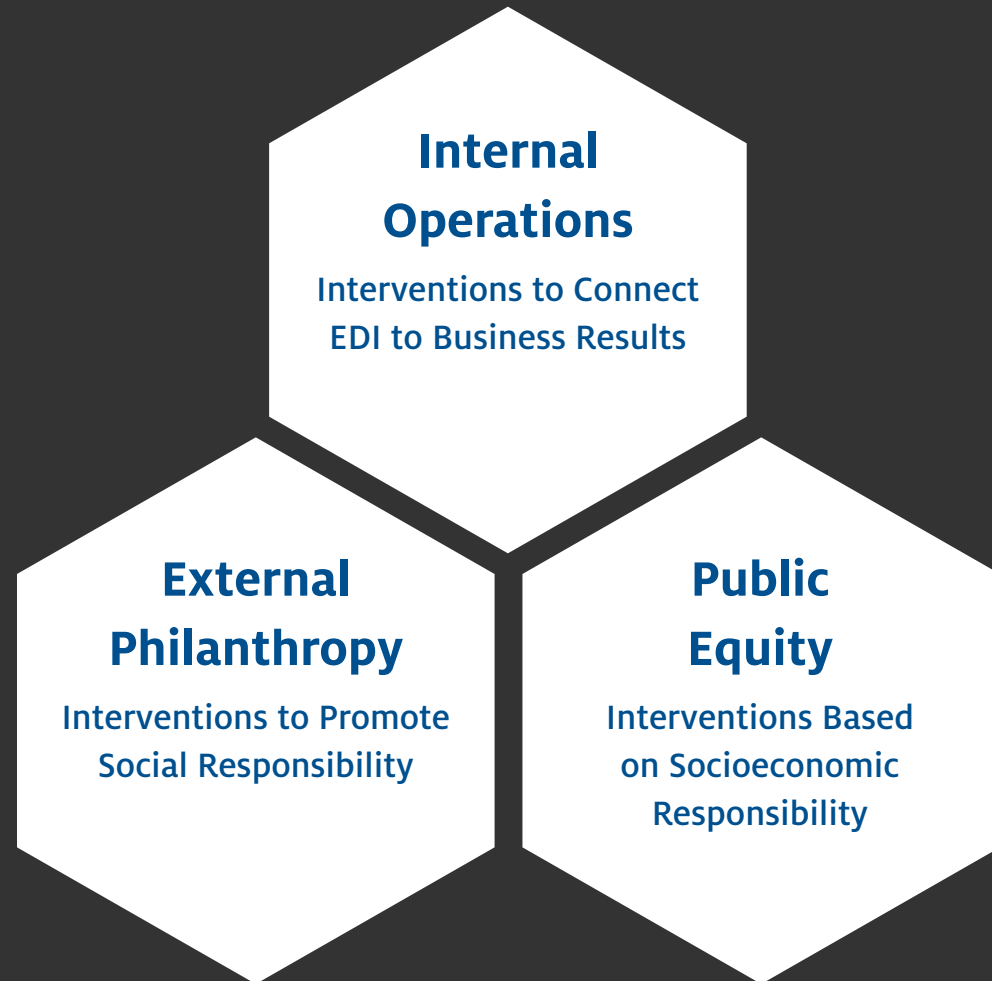 Internal
Operations
Interventions to Connect
EDI to Business Results
External
Philanthropy
Interventions to Promote
Social Responsibility
Public
Equity
Interventions Based
on Socioeconomic
Responsibility